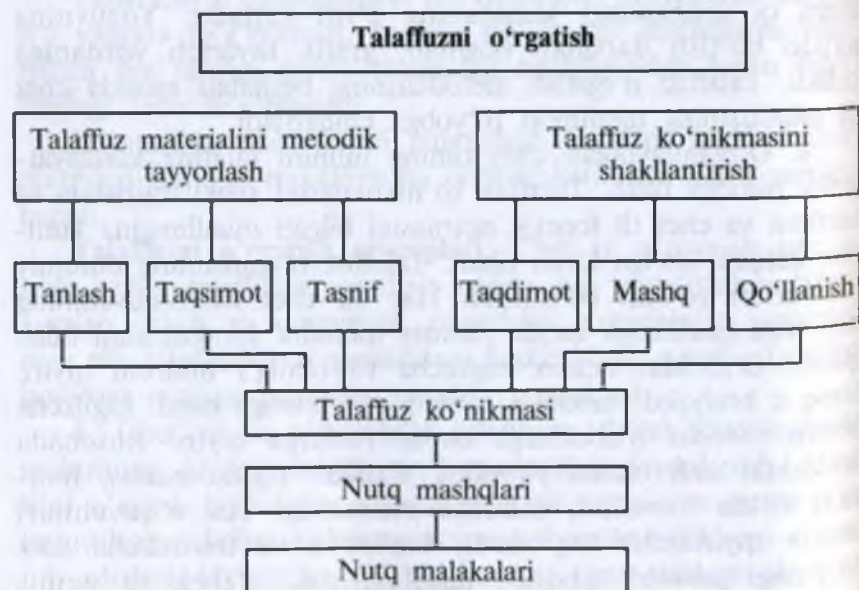 Talaffuzni o‘rgatish
Talaffuz materialini metodik
tayyorlash
Talaffuz ko‘nikmasini
shakllantirish
Tanlash
Taqsimot
Tasnif
Taqdimot
Mashq
Qo‘llanish
Talaffuz ko‘nikmasi
Nutq mashqlari
Nutq malakalari